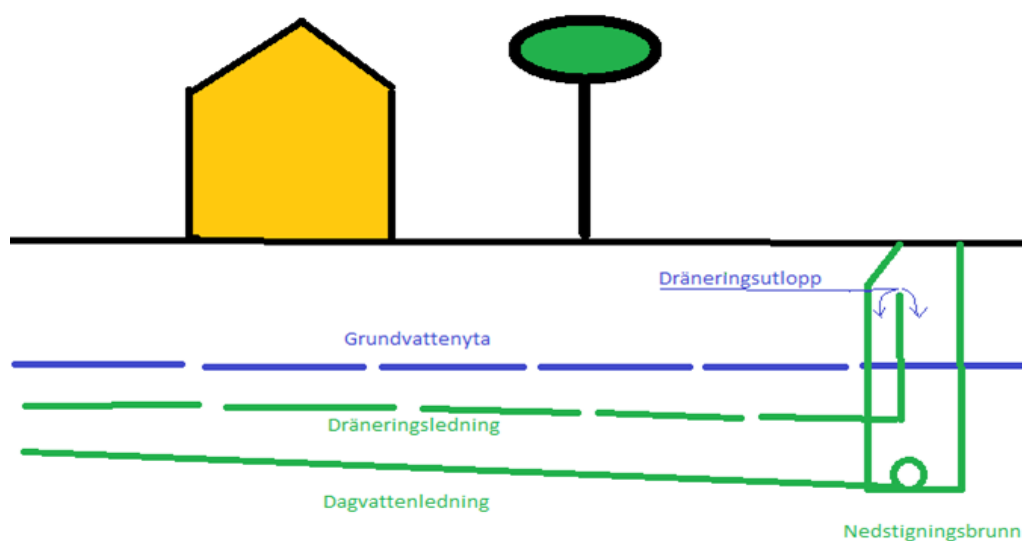 Dräneringsutlopp
Grundvattenyta
Dräneringsledning
Dagvattenledning
Nedstigningsbrunn